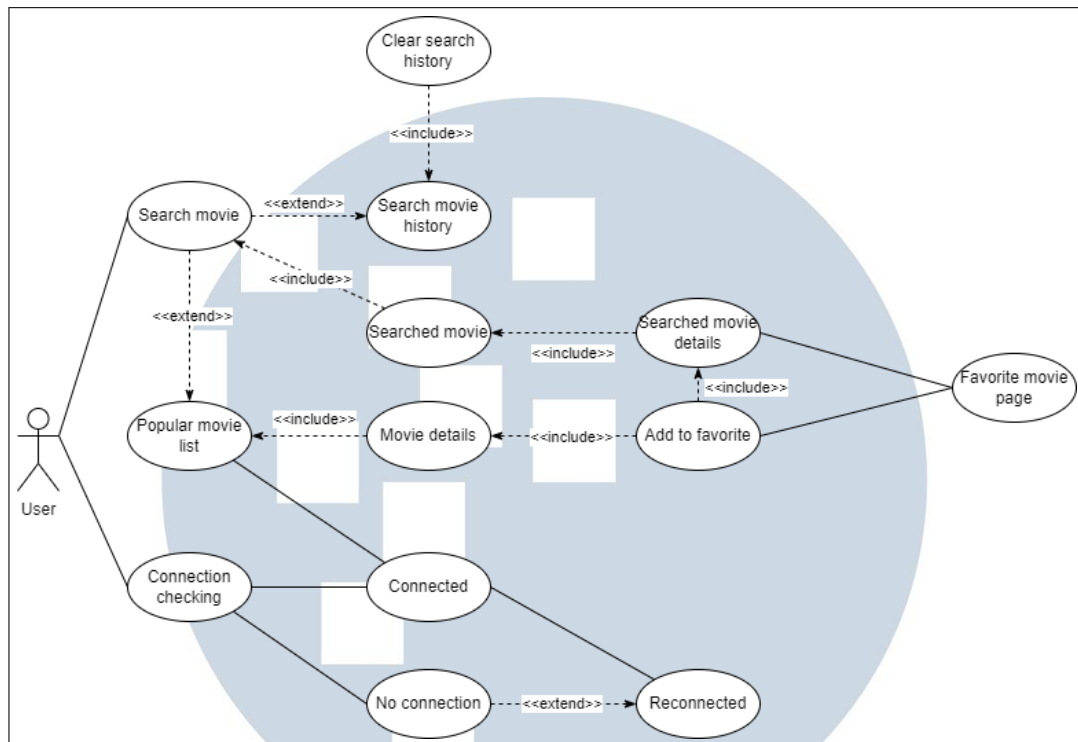 Clear search
history
<<include>>
Search movie
<<extend>>
Search movie
history
<<include>>
<<extend>>
Searched movie
<<include>>
Searched movie
details
<<include>>
Favorite movie
page
Popular movie
list
<<include>>
Movie details
<<include>>
Add to favorite
User
Connection
checking
Connected
No connection
<<extend>>
Reconnected